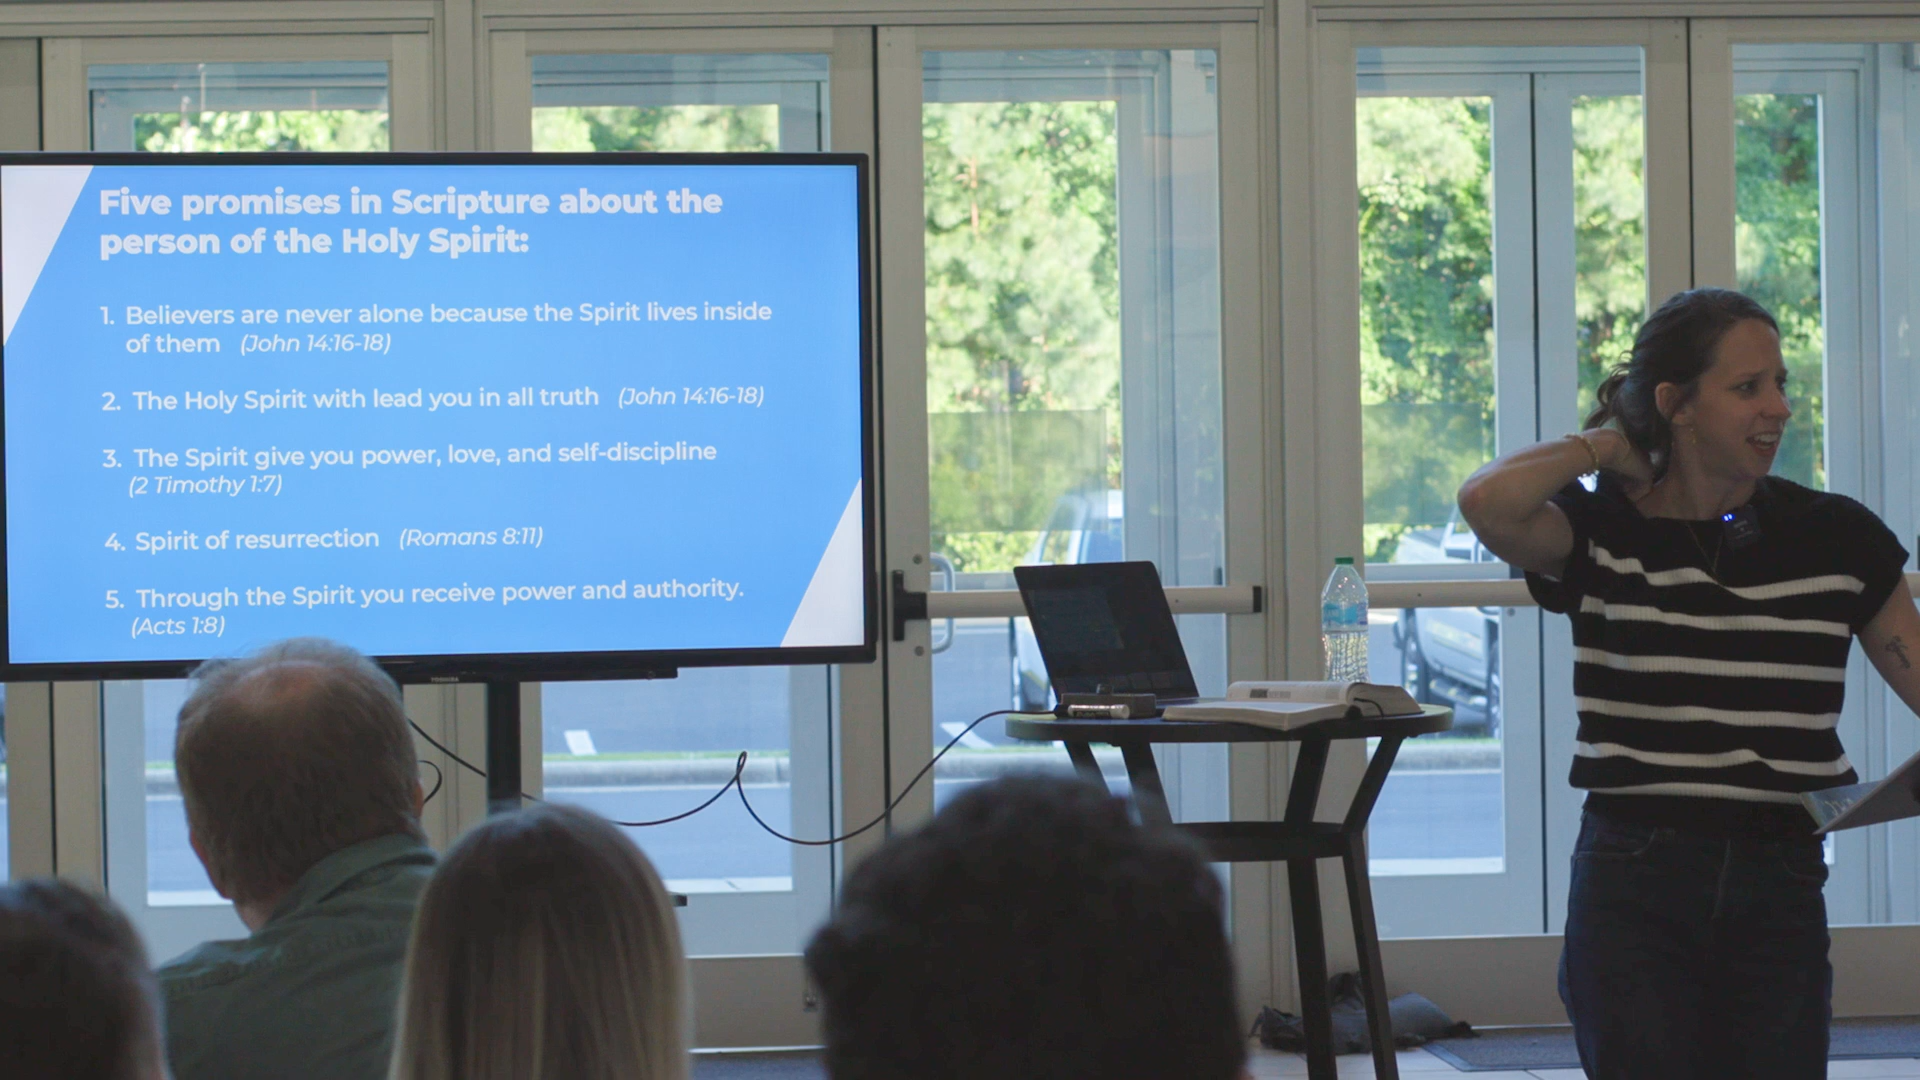 Five promises in Scripture about the
person of the Holy Spirit:
1. Believers are never alone because the Spirit lives inside
of them (John 14:16-18)
2. The Holy Spirit with lead you in all truth (John 14:16-18)
3. The Spirit give you power, love, and self-discipline
(2 Timothy 1:7)
4. Spirit of resurrection (Romans 8:11)
5. Through the Spirit you receive power and authority.
(Acts 1:8)
TOSHIBA